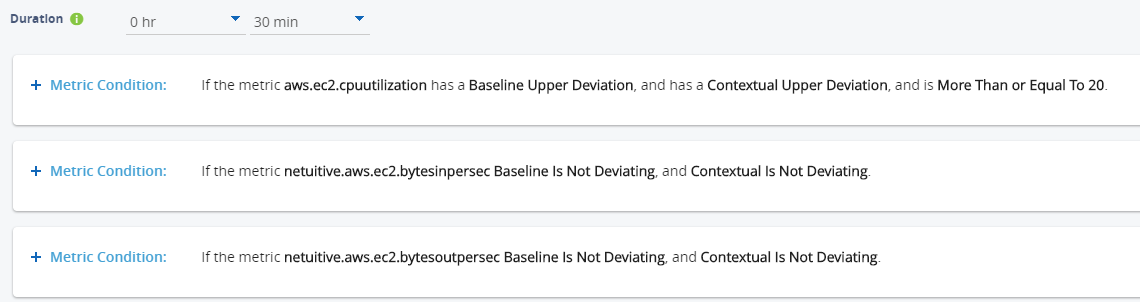 Duration
0 hr 30 min
+ Metric Condition: If the metric aws.ec2.cpuutilization has a Baseline Upper Deviation, and has a Contextual Upper Deviation, and is More Than or Equal To 20.
+ Metric Condition: If the metric netuitive.aws.ec2.bytesinpersec Baseline Is Not Deviating, and Contextual Is Not Deviating.
+ Metric Condition: If the metric netuitive.aws.ec2.bytesoutpersec Baseline Is Not Deviating, and Contextual Is Not Deviating.